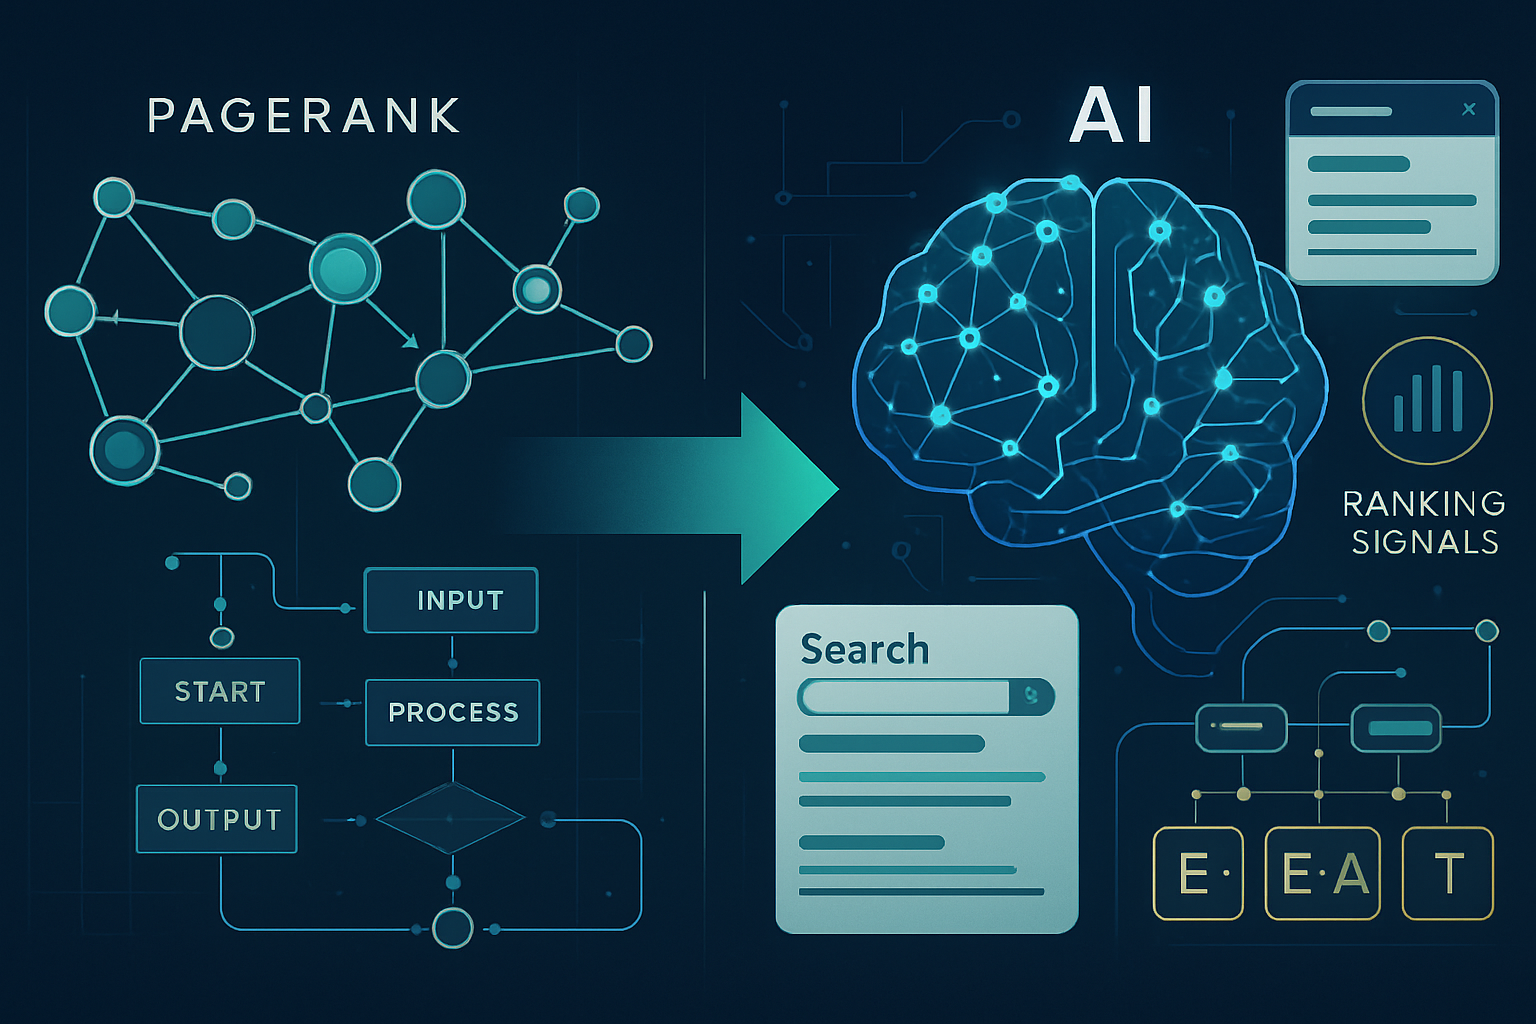 PAGERANK
INPUT
START
PROCESS
OUTPUT
AI
RANKING
SIGNALS
Search
E· E·A T